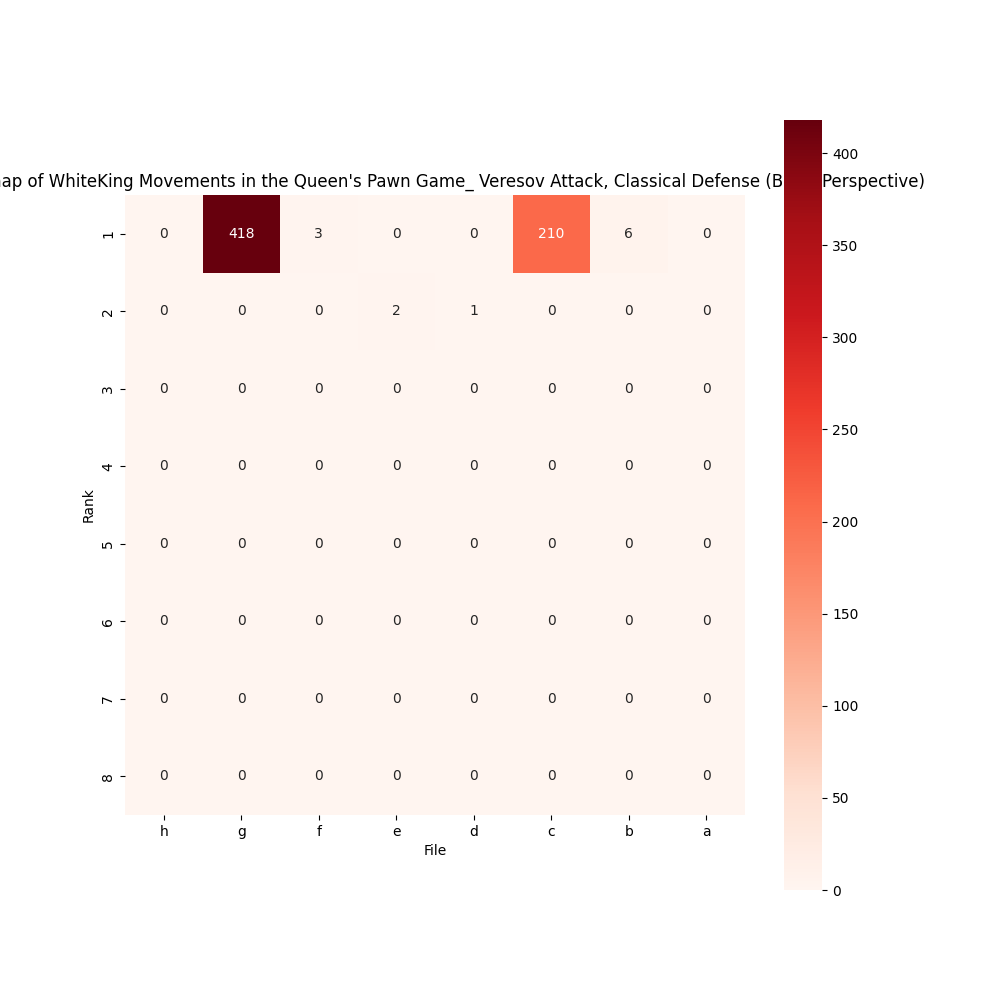 of WhiteKing Movements in the Queen's Pawn Game_ Veresov Attack, Classical Defense (B Perspective)
1 0 418 3 0 0 210 6 0
2 0 0 0 2 1 0 0 0
3 0 0 0 0 0 0 0 0
4 0 0 0 0 0 0 0 0
5 0 0 0 0 0 0 0 0
6 0 0 0 0 0 0 0 0
7 0 0 0 0 0 0 0 0
8 0 0 0 0 0 0 0 0
h g f e d c b a
File
Rank
400
350
300
250
200
150
100
50
0